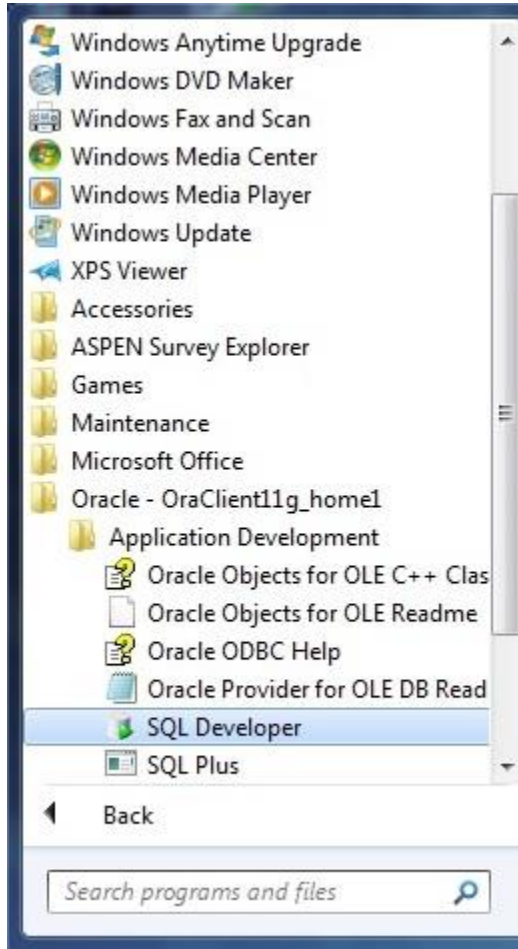 Windows Anytime Upgrade
Windows DVD Maker
Windows Fax and Scan
Windows Media Center
Windows Media Player
Windows Update
XPS Viewer
Accessories
ASPEN Survey Explorer
Games
Maintenance
Microsoft Office
Oracle - OraClient11g_home1
Application Development
Oracle Objects for OLE C++ Clas
Oracle Objects for OLE Readme
Oracle ODBC Help
Oracle Provider for OLE DB Read
SQL Developer
SQL Plus
Back
Search programs and files